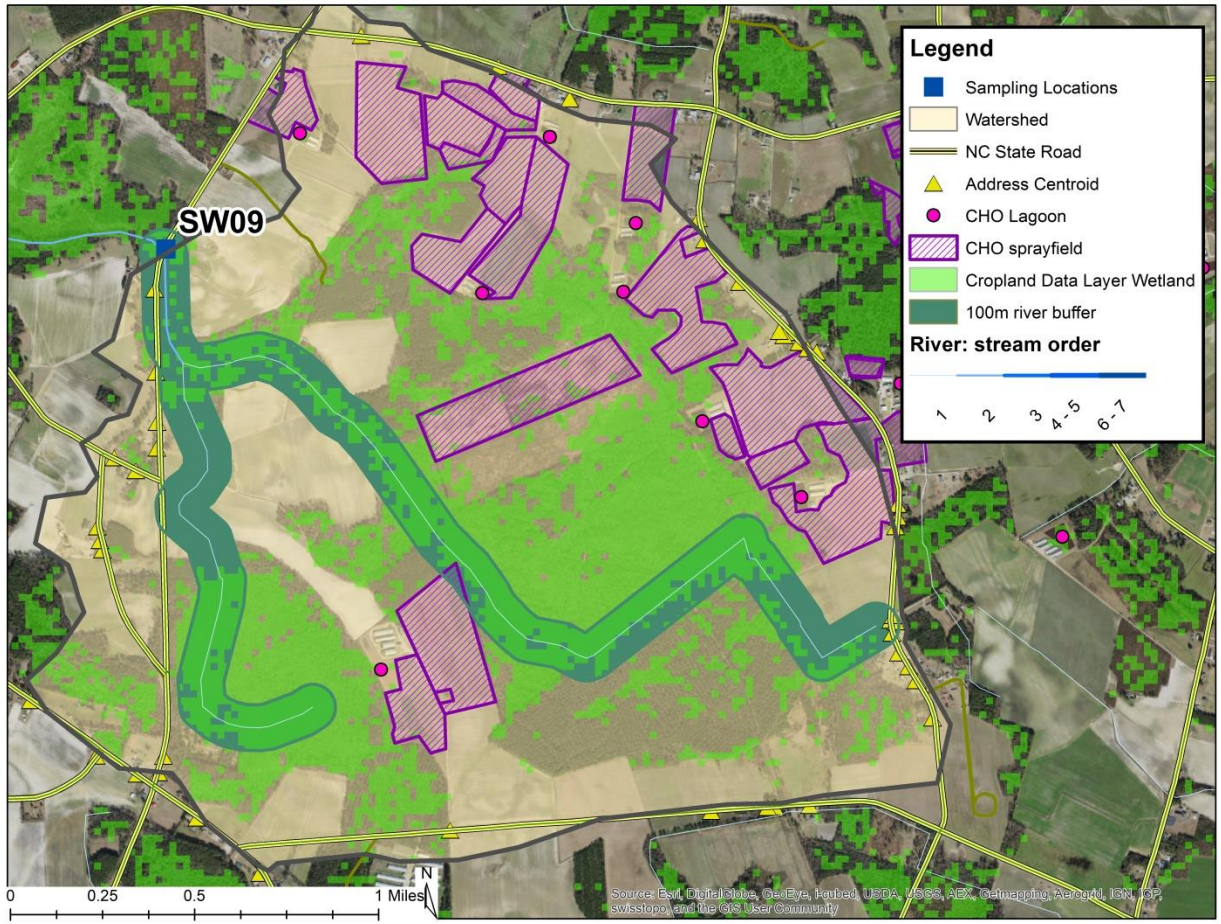 Legend
Sampling Locations
Watershed
NC State Road
Address Centroid
CHO Lagoon
CHO sprayfield
Cropland Data Layer Wetland
100m river buffer
River: stream order
1
2
3
4 - 5
6 - 7
SW09
0 0.25 0.5 1 Miles
N
Source: Esri, DigitalGlobe, GeoEye, i-cubed, USDA, USGS, AEX, Getmapping, Aerogrid, IGN, IGP,
swisstopo, and the GIS User Community